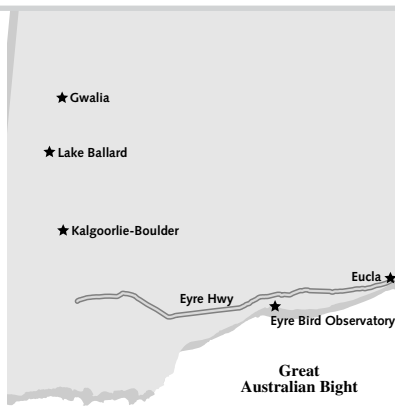 Gwalia
Lake Ballard
Kalgoorlie-Boulder
Eucla
Eyre Hwy
Eyre Bird Observatory
Great
Australian Bight